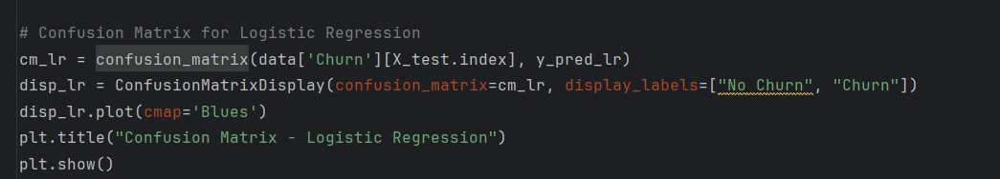 # Confusion Matrix for Logistic Regression
cm_lr = confusion_matrix(data['Churn'][X_test.index], y_pred_lr)
disp_lr = ConfusionMatrixDisplay(confusion_matrix=cm_lr, display_labels=["No Churn", "Churn"])
disp_lr.plot(cmap='Blues')
plt.title("Confusion Matrix - Logistic Regression")
plt.show()